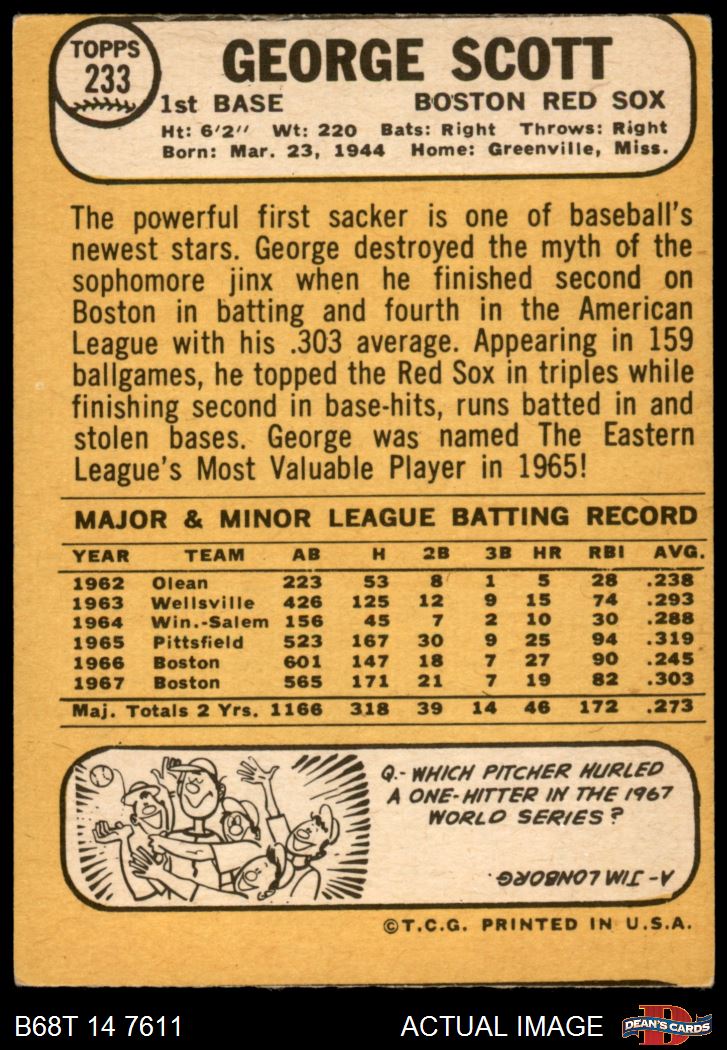 TOPPS
233
GEORGE SCOTT
1st BASE BOSTON RED SOX
Ht: 6'2" Wt: 220 Bats: Right Throws: Right
Born: Mar. 23, 1944 Home: Greenville, Miss.
The powerful first sacker is one of baseball's
newest stars. George destroyed the myth of the
sophomore jinx when he finished second on
Boston in batting and fourth in the American
League with his .303 average. Appearing in 159
ballgames, he topped the Red Sox in triples while
finishing second in base-hits, runs batted in and
stolen bases. George was named The Eastern
League's Most Valuable Player in 1965!
MAJOR & MINOR LEAGUE BATTING RECORD
YEAR TEAM AB H 2B 3B HR RBI AVG.
1962 Olean 223 53 8 1 5 28 .238
1963 Wellsville 426 125 12 9 15 74 .293
1964 Win.-Salem 156 45 7 2 10 30 .288
1965 Pittsfield 523 167 30 9 25 94 .319
1966 Boston 601 147 18 7 27 90 .245
1967 Boston 565 171 21 7 19 82 .303
Maj. Totals 2 Yrs. 1166 318 39 14 46 172 .273
Q.- WHICH PITCHER HURLED
A ONE-HITTER IN THE 1967
WORLD SERIES?
A- JIM LONBORG.
©T.C.G. PRINTED IN U.S.A.
B68T 14 7611 ACTUAL IMAGE
D
DEAN'S CARDS